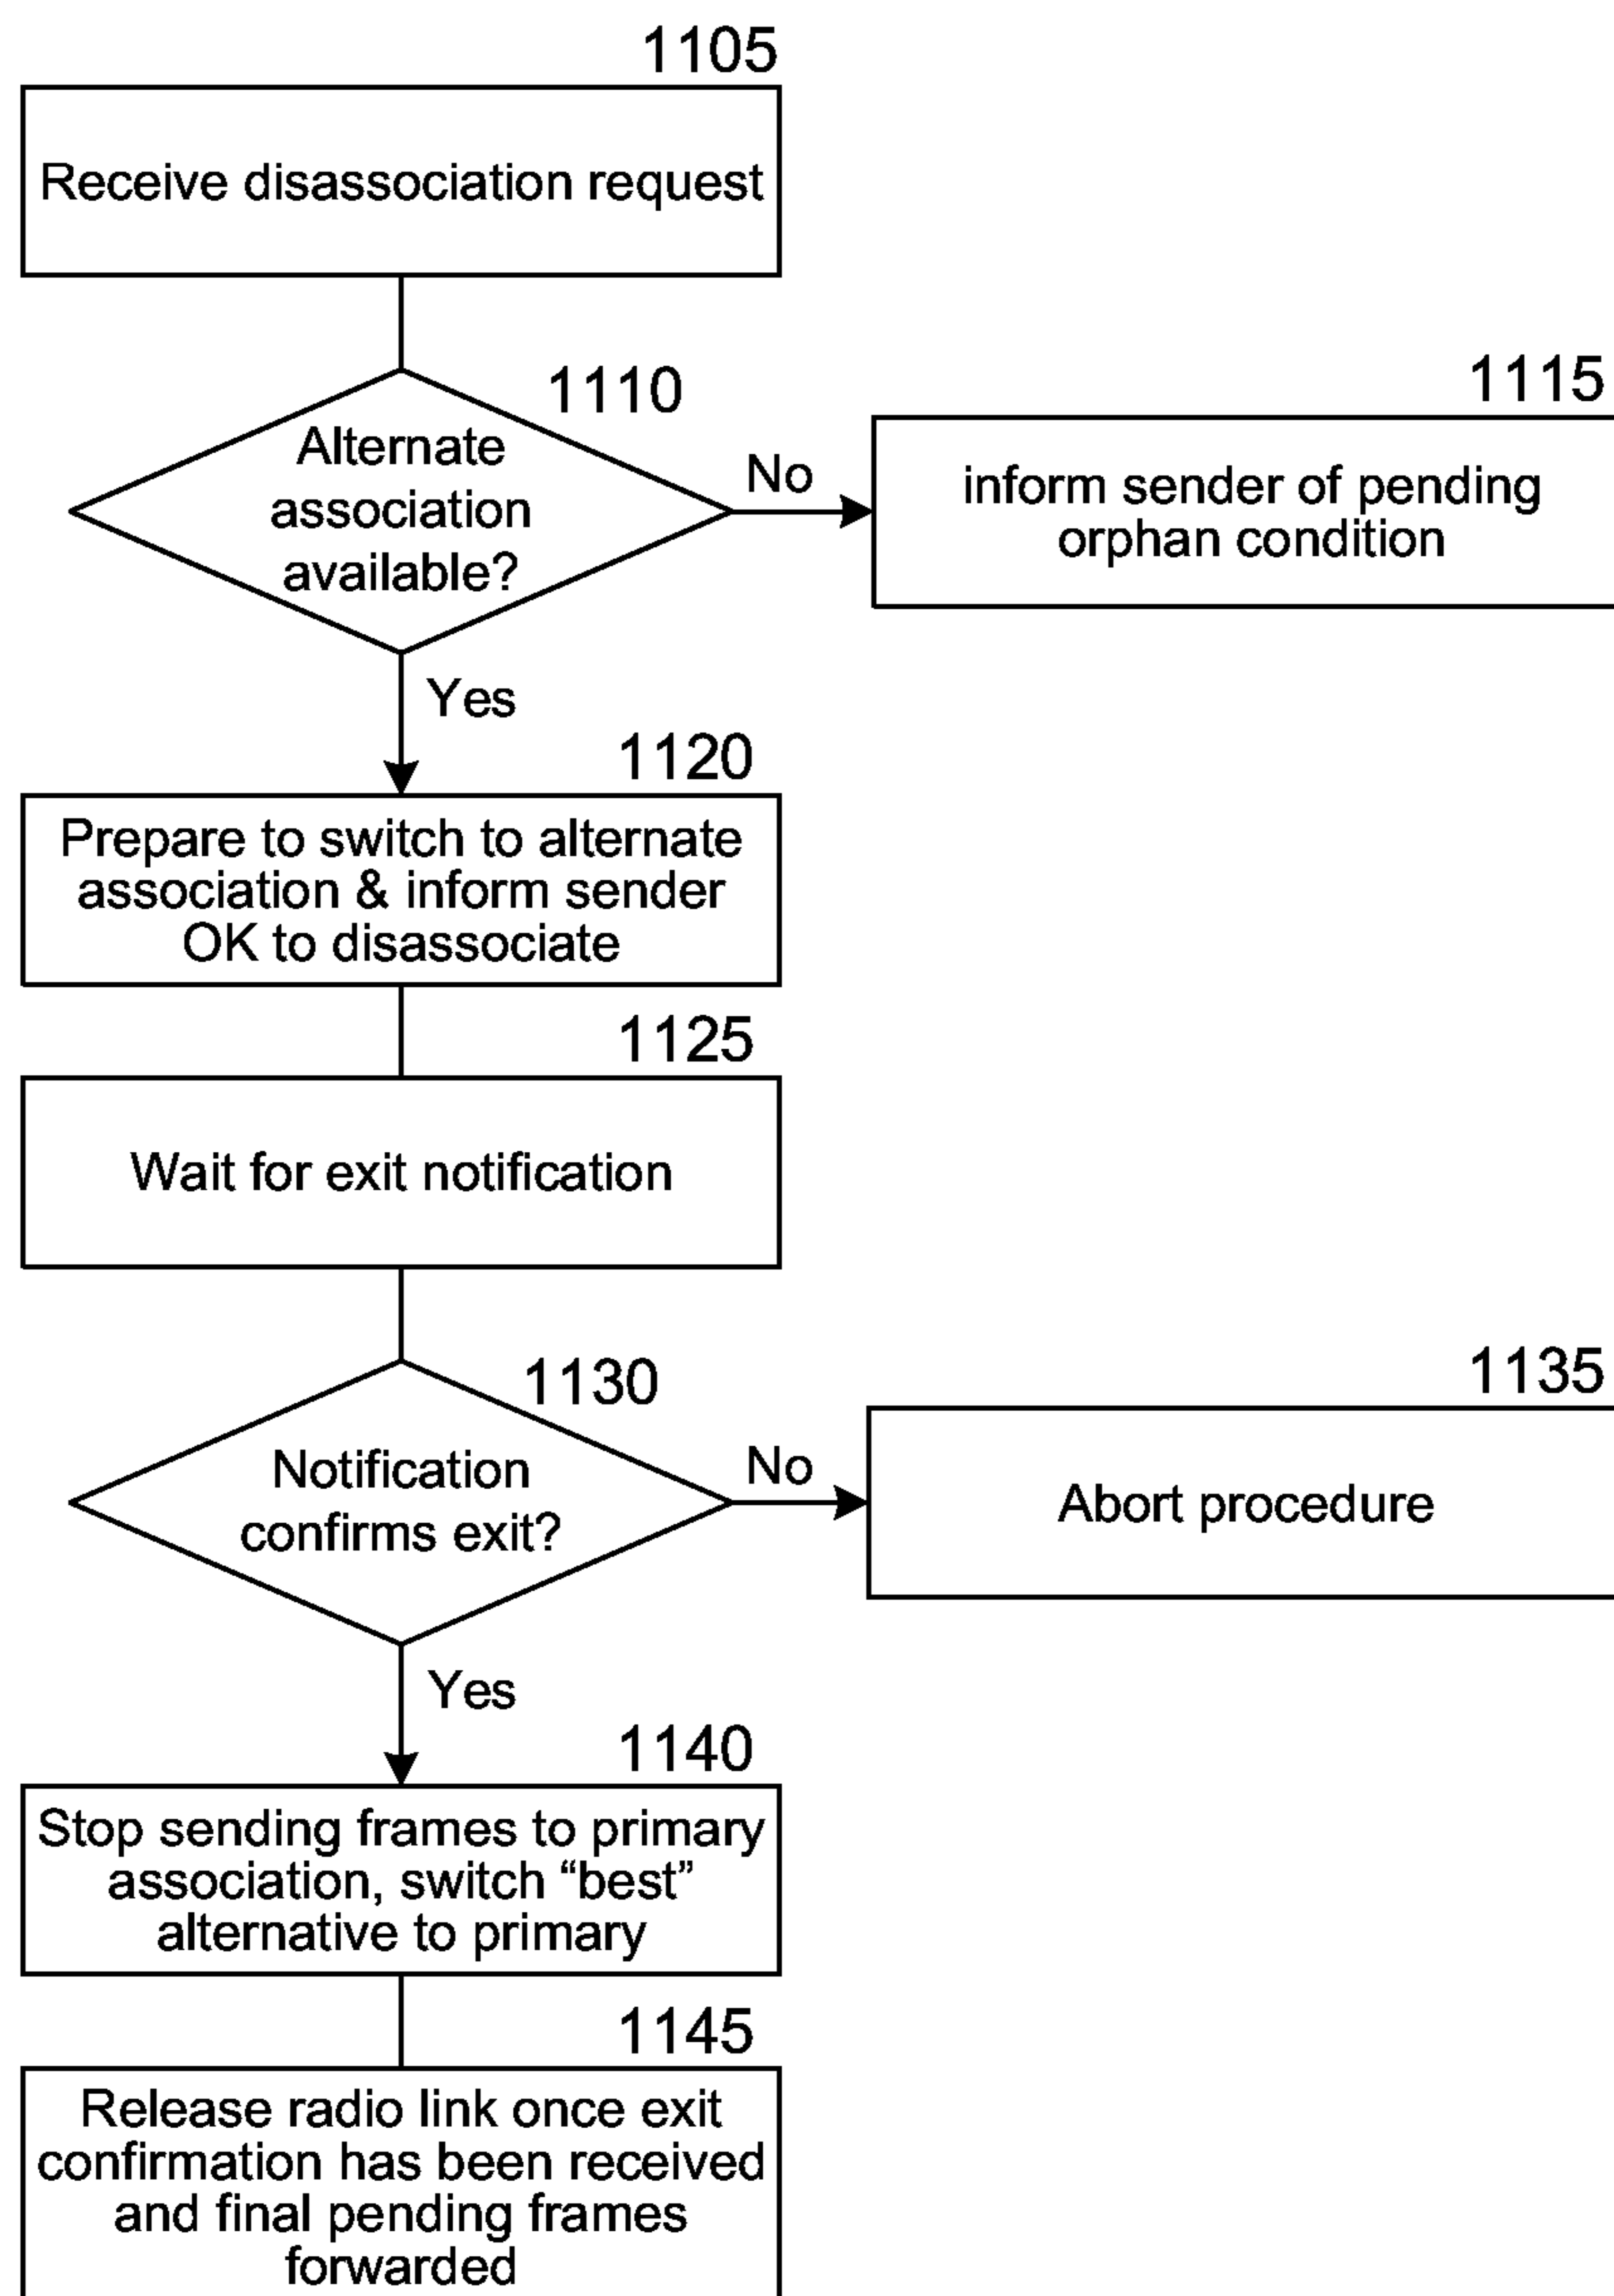 1105
Receive disassociation request
1110
Alternate
association
available?
No
1115
inform sender of pending
orphan condition
Yes
1120
Prepare to switch to alternate
association & inform sender
OK to disassociate
1125
Wait for exit notification
1130
Notification
confirms exit?
No
1135
Abort procedure
Yes
1140
Stop sending frames to primary
association, switch “best”
alternative to primary
1145
Release radio link once exit
confirmation has been received
and final pending frames
forwarded